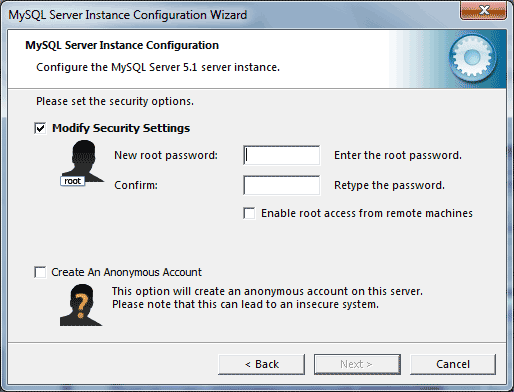 MySQL Server Instance Configuration Wizard
MySQL Server Instance Configuration
Configure the MySQL Server 5.1 server instance.
Please set the security options.
Modify Security Settings
root
New root password: Enter the root password.
Confirm: Retype the password.
Enable root access from remote machines
Create An Anonymous Account
This option will create an anonymous account on this server.
Please note that this can lead to an insecure system.
< Back Next > Cancel